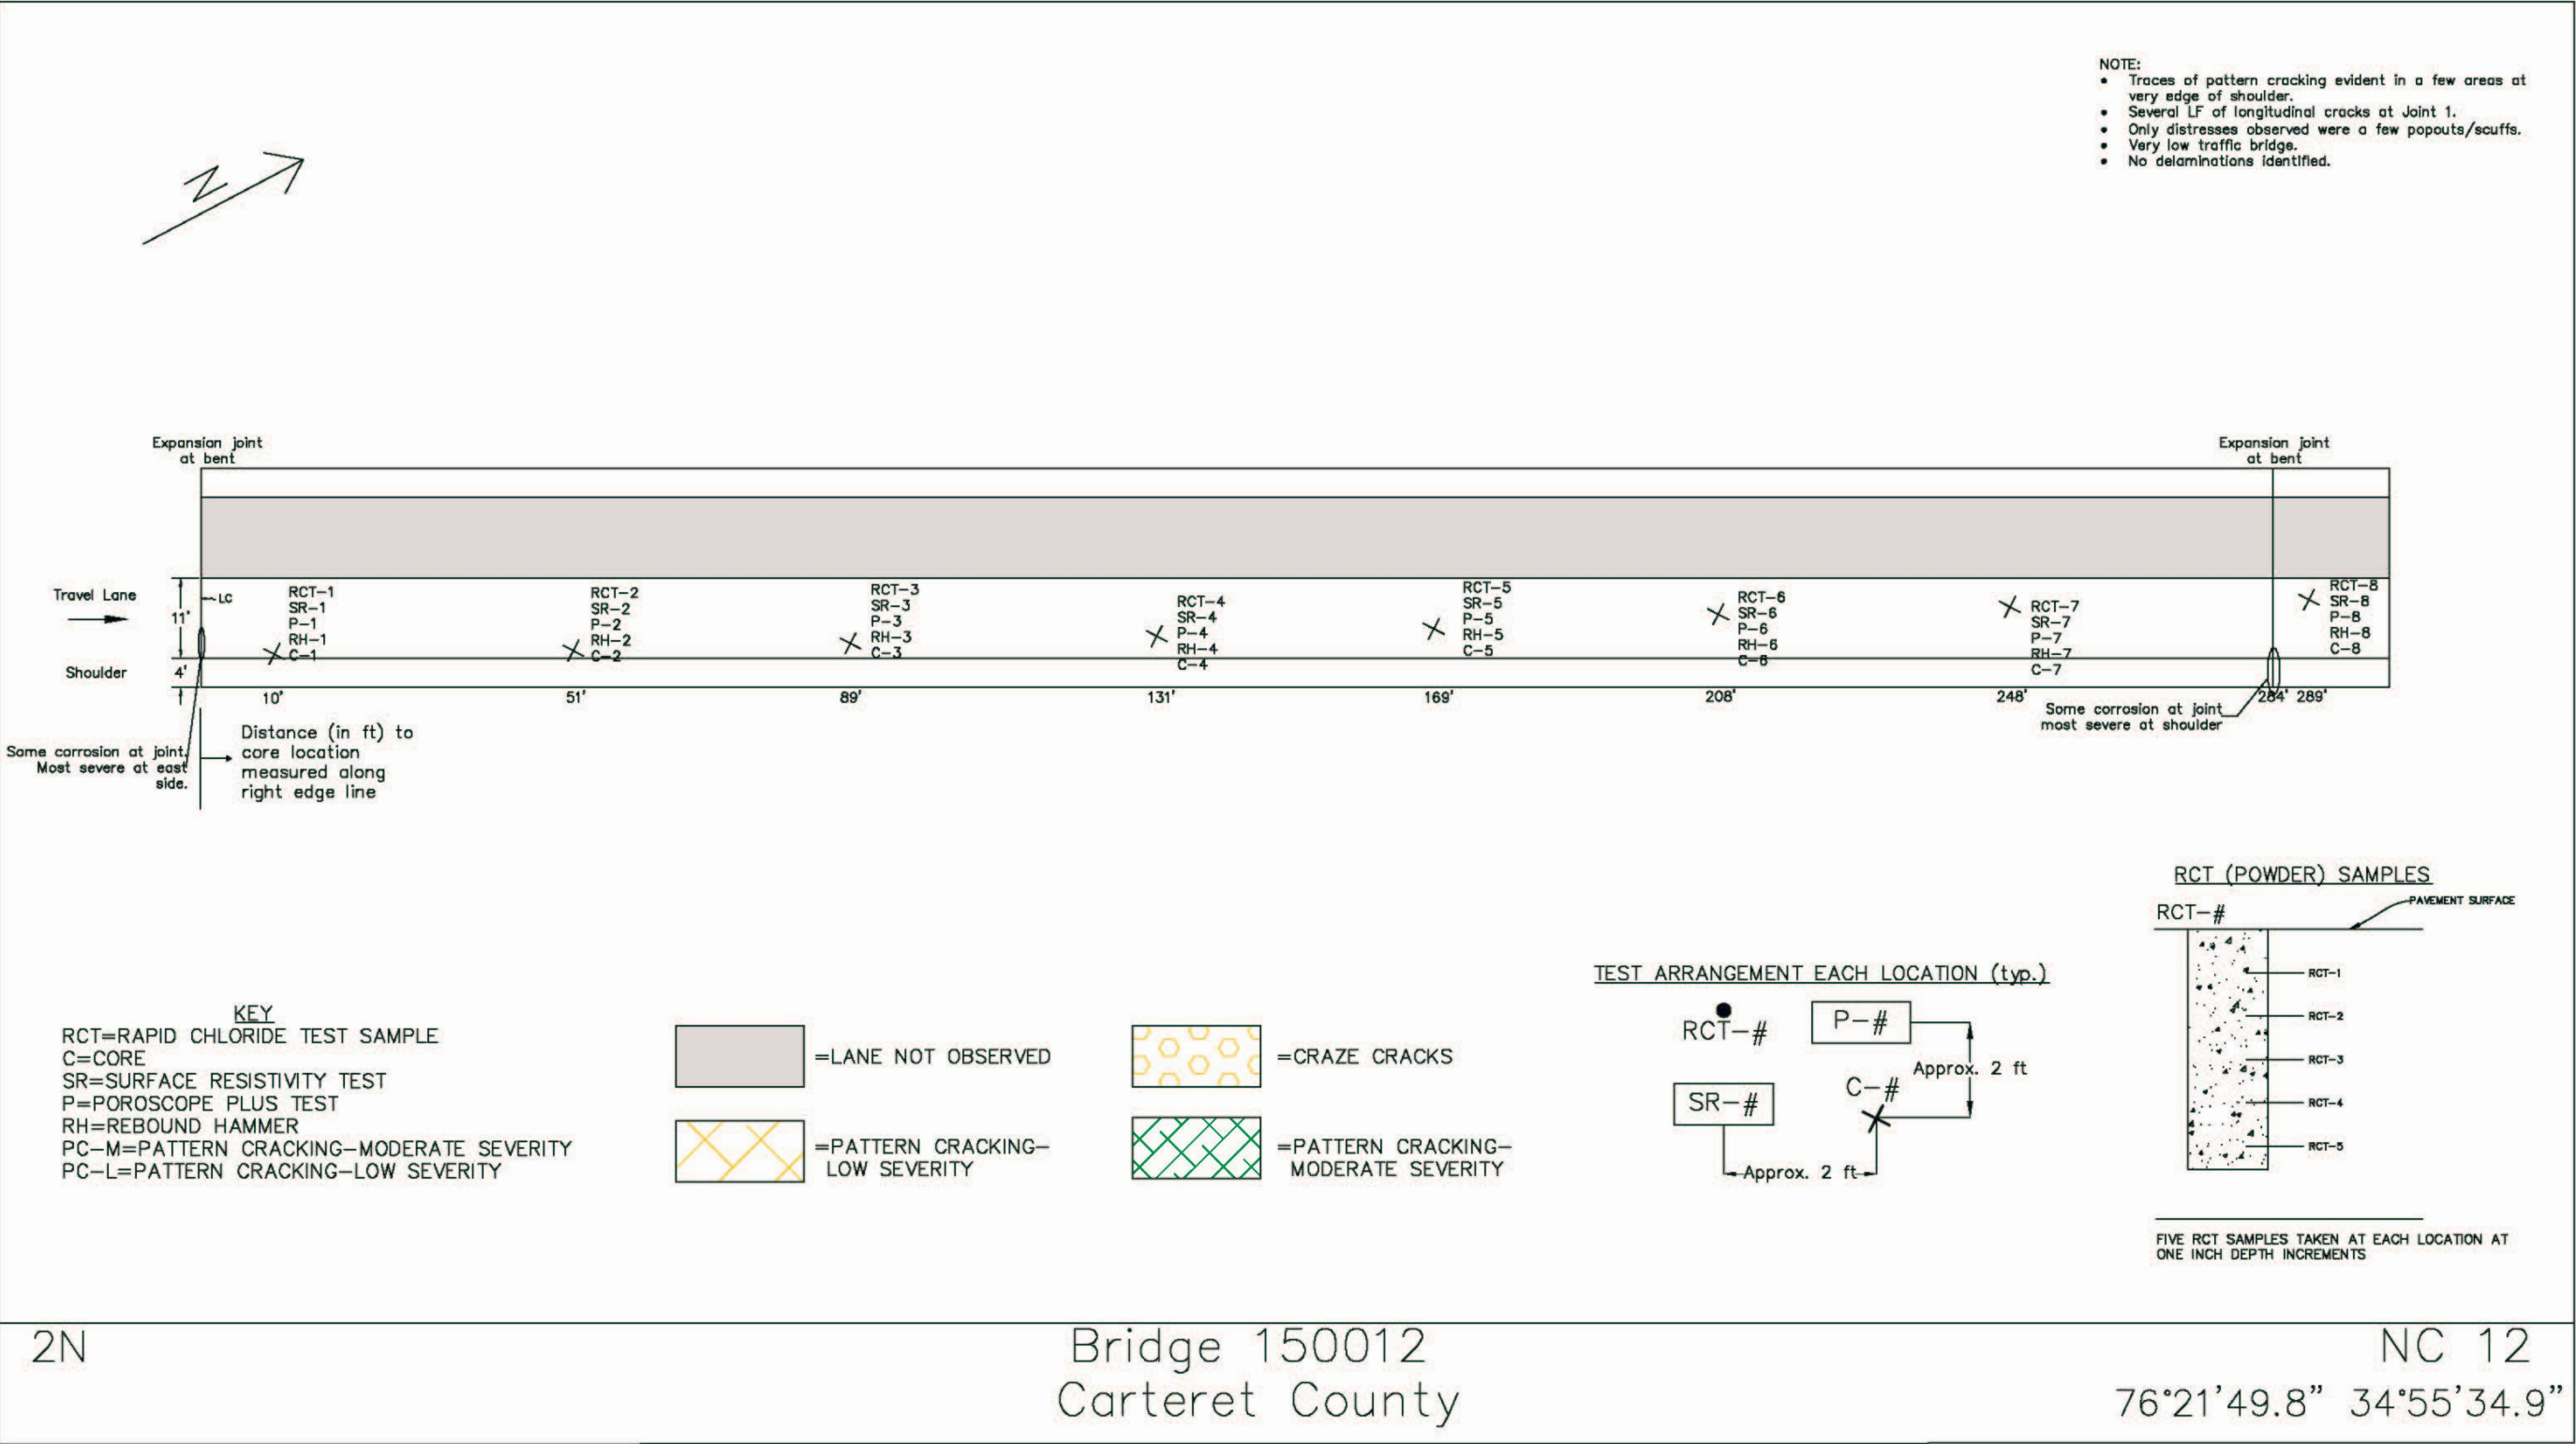 NOTE:
• Traces of pattern cracking evident in a few areas at
very edge of shoulder.
• Several LF of longitudinal cracks at Joint 1.
• Only distresses observed were a few popouts/scuffs.
• Very low traffic bridge.
• No delaminations identified.
N
Expansion joint
at bent
Expansion joint
at bent
Travel Lane
11'
LC
Shoulder
4'
RCT-1
SR-1
P-1
RH-1
C-1
RCT-2
SR-2
P-2
RH-2
C-2
RCT-3
SR-3
P-3
RH-3
C-3
RCT-4
SR-4
P-4
RH-4
C-4
RCT-5
SR-5
P-5
RH-5
C-5
RCT-6
SR-6
P-6
RH-6
C-6
RCT-7
SR-7
P-7
RH-7
C-7
RCT-8
SR-8
P-8
RH-8
C-8
10' 51' 89' 131' 169' 208' 248' 284' 289'
Some corrosion at joint.
Most severe at east
side.
Distance (in ft) to
core location
measured along
right edge line
Some corrosion at joint
most severe at shoulder
KEY
RCT=RAPID CHLORIDE TEST SAMPLE
C=CORE
SR=SURFACE RESISTIVITY TEST
P=POROSCOPE PLUS TEST
RH=REBOUND HAMMER
PC-M=PATTERN CRACKING-MODERATE SEVERITY
PC-L=PATTERN CRACKING-LOW SEVERITY
=LANE NOT OBSERVED
=PATTERN CRACKING-
LOW SEVERITY
=CRAZE CRACKS
=PATTERN CRACKING-
MODERATE SEVERITY
TEST ARRANGEMENT EACH LOCATION (typ.)
RCT-#
P-#
Approx. 2 ft
C-#
SR-#
Approx. 2 ft
RCT (POWDER) SAMPLES
RCT-#
PAVEMENT SURFACE
RCT-1
RCT-2
RCT-3
RCT-4
RCT-5
FIVE RCT SAMPLES TAKEN AT EACH LOCATION AT
ONE INCH DEPTH INCREMENTS
2N
Bridge 150012
Carteret County
NC 12
76°21'49.8" 34°55'34.9"